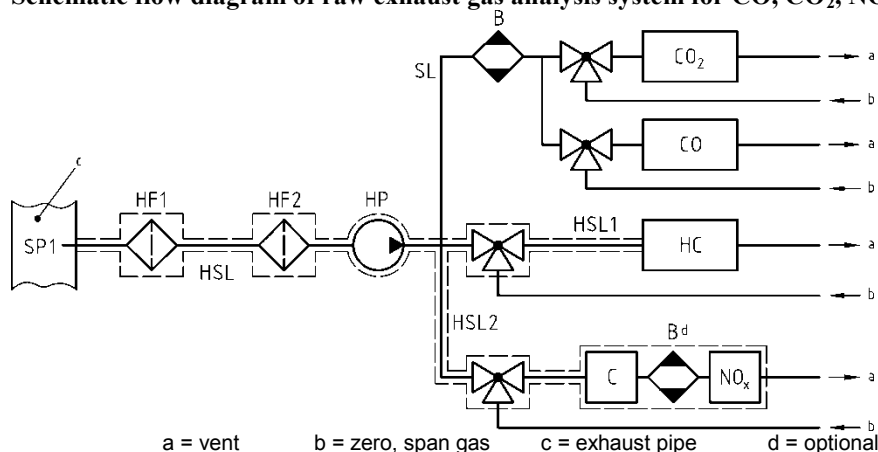 Schematic flow diagram of raw exhaust gas analysis system for CO, CO₂, NO
B
SL
CO₂
a
b
CO
a
b
c
HF1
HF2
HP
SP1
HSL
HSL1
HC
a
b
HSL2
B d
C
NOₓ
a
b
a = vent b = zero, span gas c = exhaust pipe d = optional